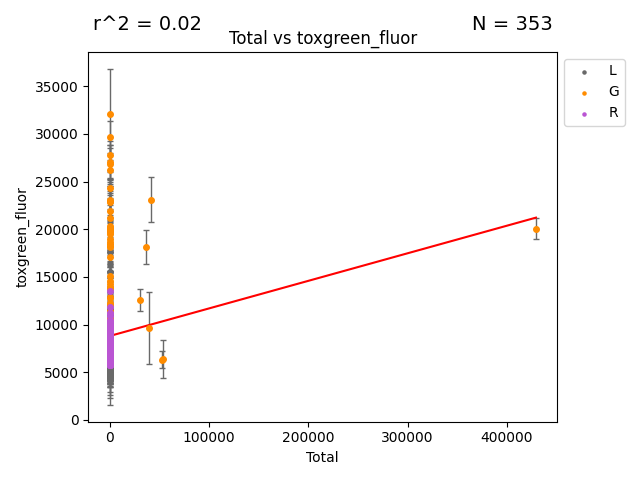 r^2 = 0.02
N = 353
Total vs toxgreen_fluor
L
G
R
35000
30000
25000
20000
15000
10000
5000
0
toxgreen_fluor
0
100000
200000
300000
400000
Total